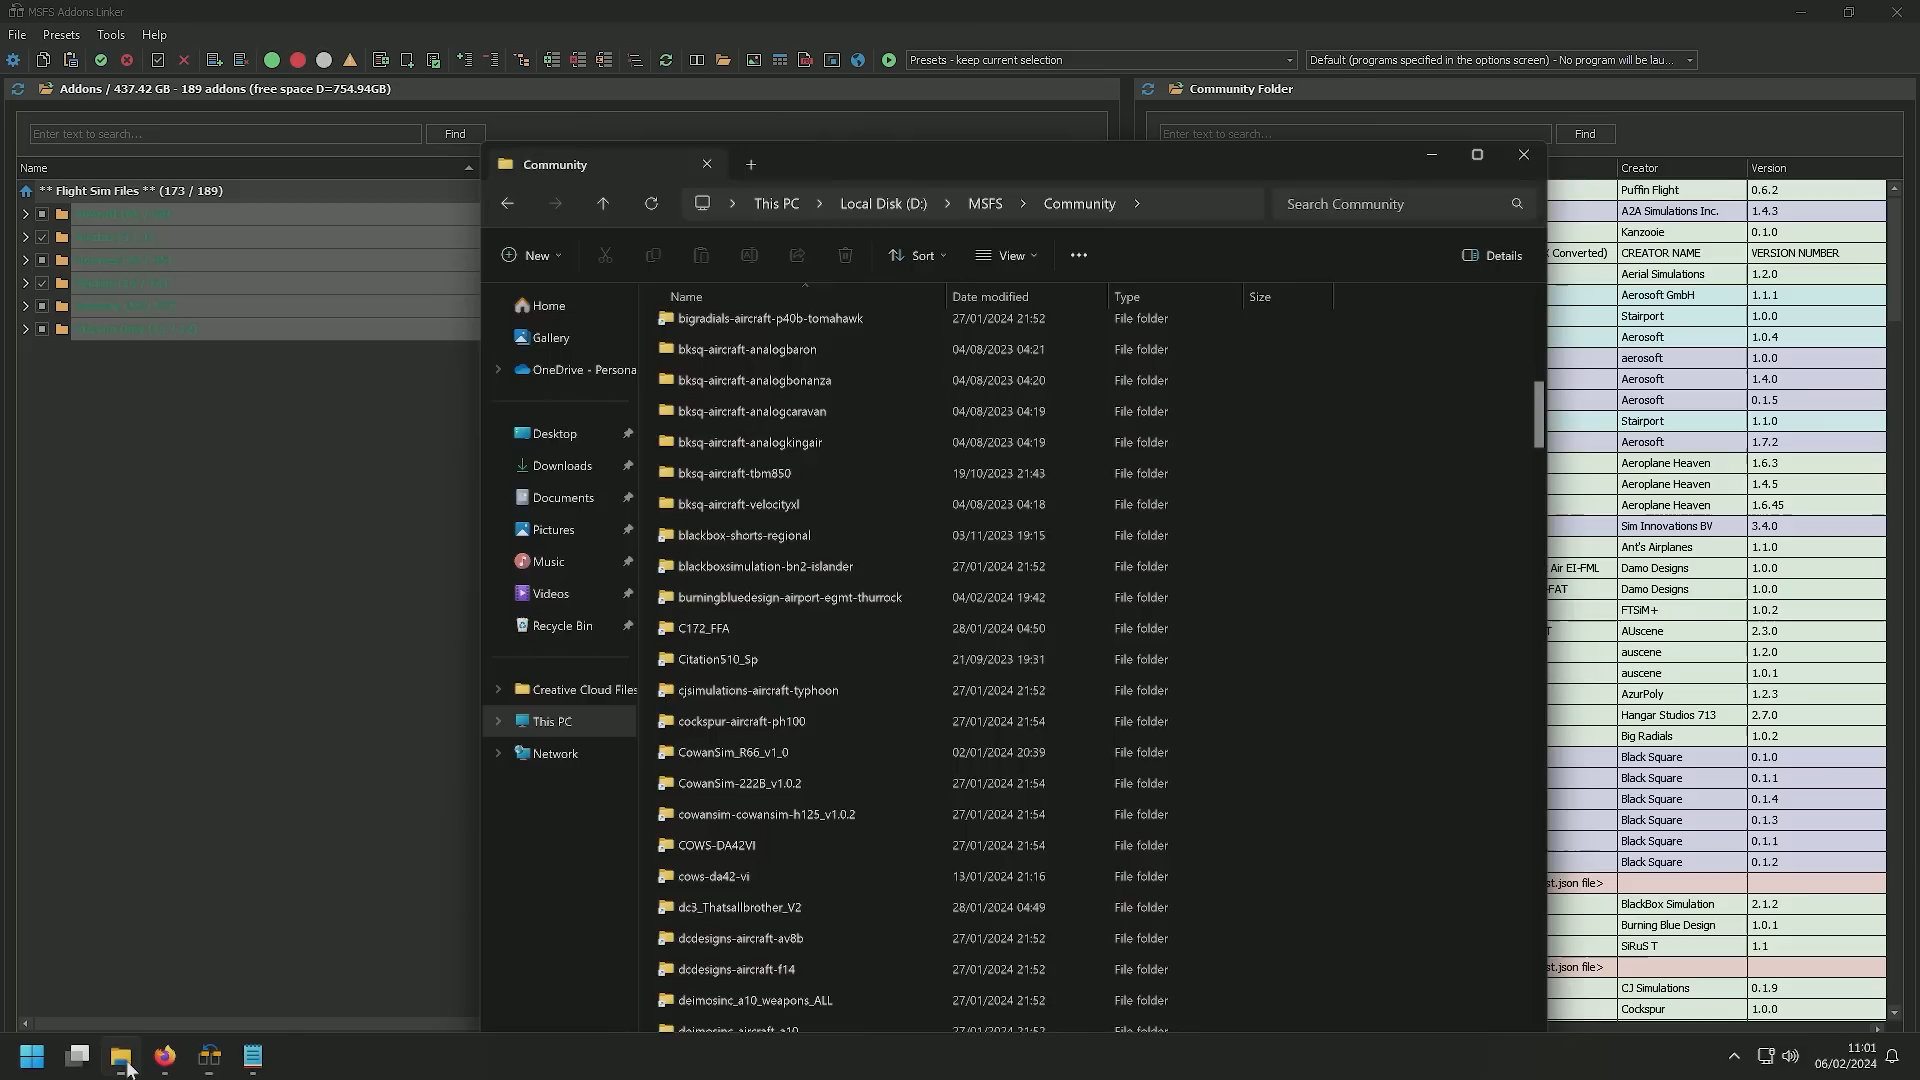 MSFS Addons Linker
File Presets Tools Help
Presets - keep current selection
Default (programs specified in the options screen) - No program will be lau...
Addons / 437.42 GB - 189 addons (free space D=754.94GB)
Community Folder
Enter text to search...
Find
Enter text to search...
Find
Name
** Flight Sim Files ** (173 / 189)
Community
This PC
Local Disk (D:)
MSFS
Community
Search Community
New
Sort
View
Details
Home
Gallery
OneDrive - Persona
Desktop
Downloads
Documents
Pictures
Music
Videos
Recycle Bin
Creative Cloud Files
This PC
Network
Name Date modified Type Size
bigradials-aircraft-p40b-tomahawk 27/01/2024 21:52 File folder
bksq-aircraft-analogbaron 04/08/2023 04:21 File folder
bksq-aircraft-analogbonanza 04/08/2023 04:20 File folder
bksq-aircraft-analogcaravan 04/08/2023 04:19 File folder
bksq-aircraft-analogkingair 04/08/2023 04:19 File folder
bksq-aircraft-tbm850 19/10/2023 21:43 File folder
bksq-aircraft-velocityxl 04/08/2023 04:18 File folder
blackbox-shorts-regional 03/11/2023 19:15 File folder
blackboxsimulation-bn2-islander 27/01/2024 21:52 File folder
burningbluedesign-airport-egmt-thurrock 04/02/2024 19:42 File folder
C172_FFA 28/01/2024 04:50 File folder
Citation510_Sp 21/09/2023 19:31 File folder
cjsimulations-aircraft-typhoon 27/01/2024 21:52 File folder
cockspur-aircraft-ph100 27/01/2024 21:54 File folder
CowanSim_R66_v1_0 02/01/2024 20:39 File folder
CowanSim-222B_v1.0.2 27/01/2024 21:54 File folder
cowansim-cowansim-h125_v1.0.2 27/01/2024 21:54 File folder
COWS-DA42VI 27/01/2024 21:54 File folder
cows-da42-vi 13/01/2024 21:16 File folder
dc3_Thatsallbrother_V2 28/01/2024 04:49 File folder
dcdesigns-aircraft-av8b 27/01/2024 21:52 File folder
dcdesigns-aircraft-f14 27/01/2024 21:52 File folder
deimosinc_a10_weapons_ALL 27/01/2024 21:52 File folder
deimosinc_aircraft_a10 27/01/2024 21:52 File folder
Creator Version
Puffin Flight 0.6.2
A2A Simulations Inc. 1.4.3
Kanzooie 0.1.0
Converted) CREATOR NAME VERSION NUMBER
Aerial Simulations 1.2.0
Aerosoft GmbH 1.1.1
Stairport 1.0.0
Aerosoft 1.0.4
aerosoft 1.0.0
Aerosoft 1.4.0
Aerosoft 0.1.5
Stairport 1.1.0
Aerosoft 1.7.2
Aeroplane Heaven 1.6.3
Aeroplane Heaven 1.4.5
Aeroplane Heaven 1.6.45
Sim Innovations BV 3.4.0
Ant's Airplanes 1.1.0
Air EI-FML Damo Designs 1.0.0
FAT Damo Designs 1.0.0
FTSiM+ 1.0.2
AUscene 2.3.0
auscene 1.2.0
auscene 1.0.1
AzurPoly 1.2.3
Hangar Studios 713 2.7.0
Big Radials 1.0.2
Black Square 0.1.0
Black Square 0.1.1
Black Square 0.1.4
Black Square 0.1.3
Black Square 0.1.1
Black Square 0.1.2
st.json file>
BlackBox Simulation 2.1.2
Burning Blue Design 1.0.1
SiRuS T 1.1
st.json file>
CJ Simulations 0.1.9
Cockspur 1.0.0
11:01
06/02/2024